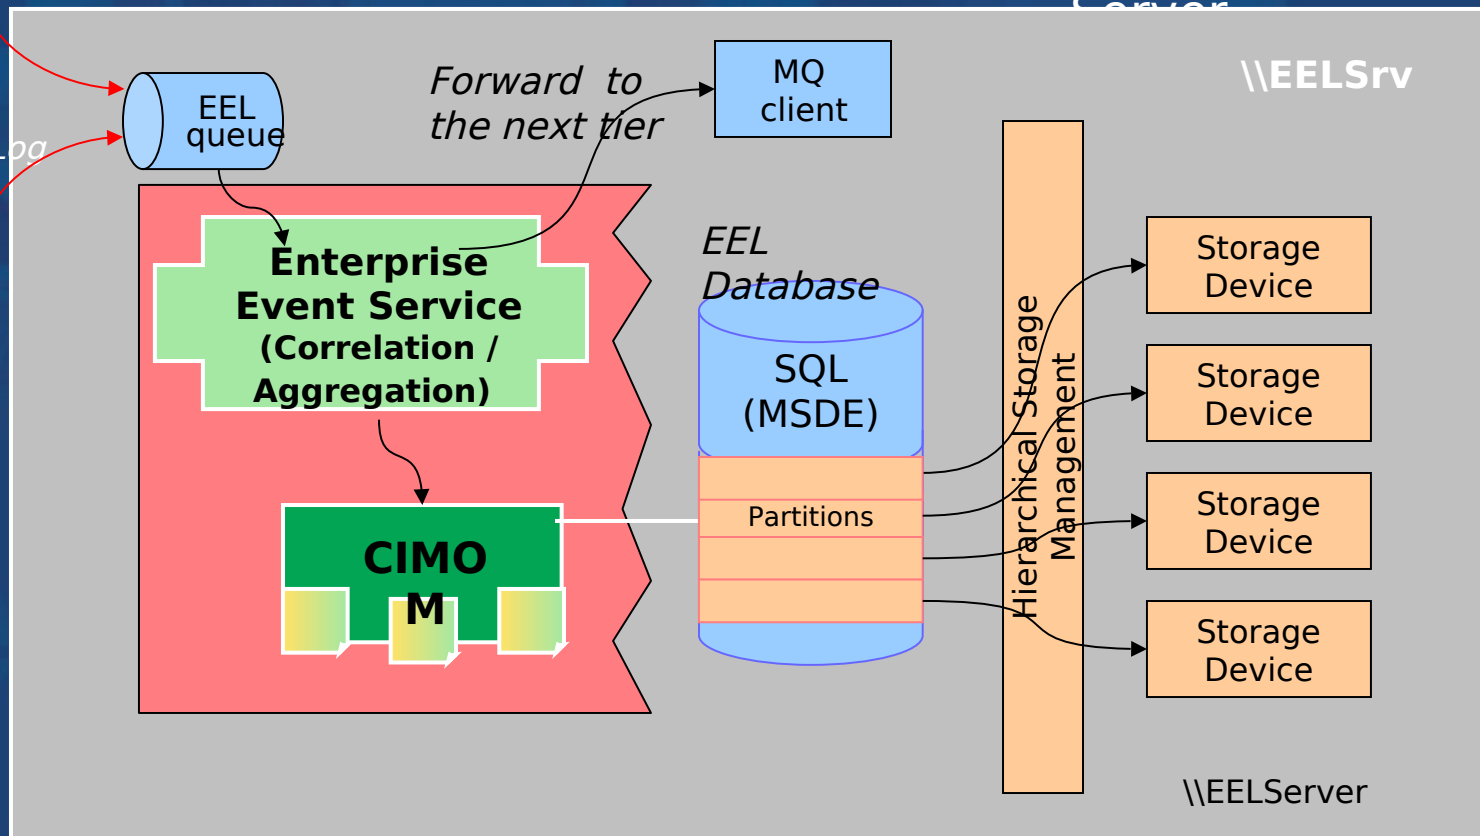 \\EELSrv
MQ
client
Forward to
the next tier
EEL
queue
Log
Enterprise
Event Service
(Correlation /
Aggregation)
EEL
Database
SQL
(MSDE)
Partitions
CIMO
M
Hierarchical Storage
Management
Storage
Device
Storage
Device
Storage
Device
Storage
Device
\\EELServer